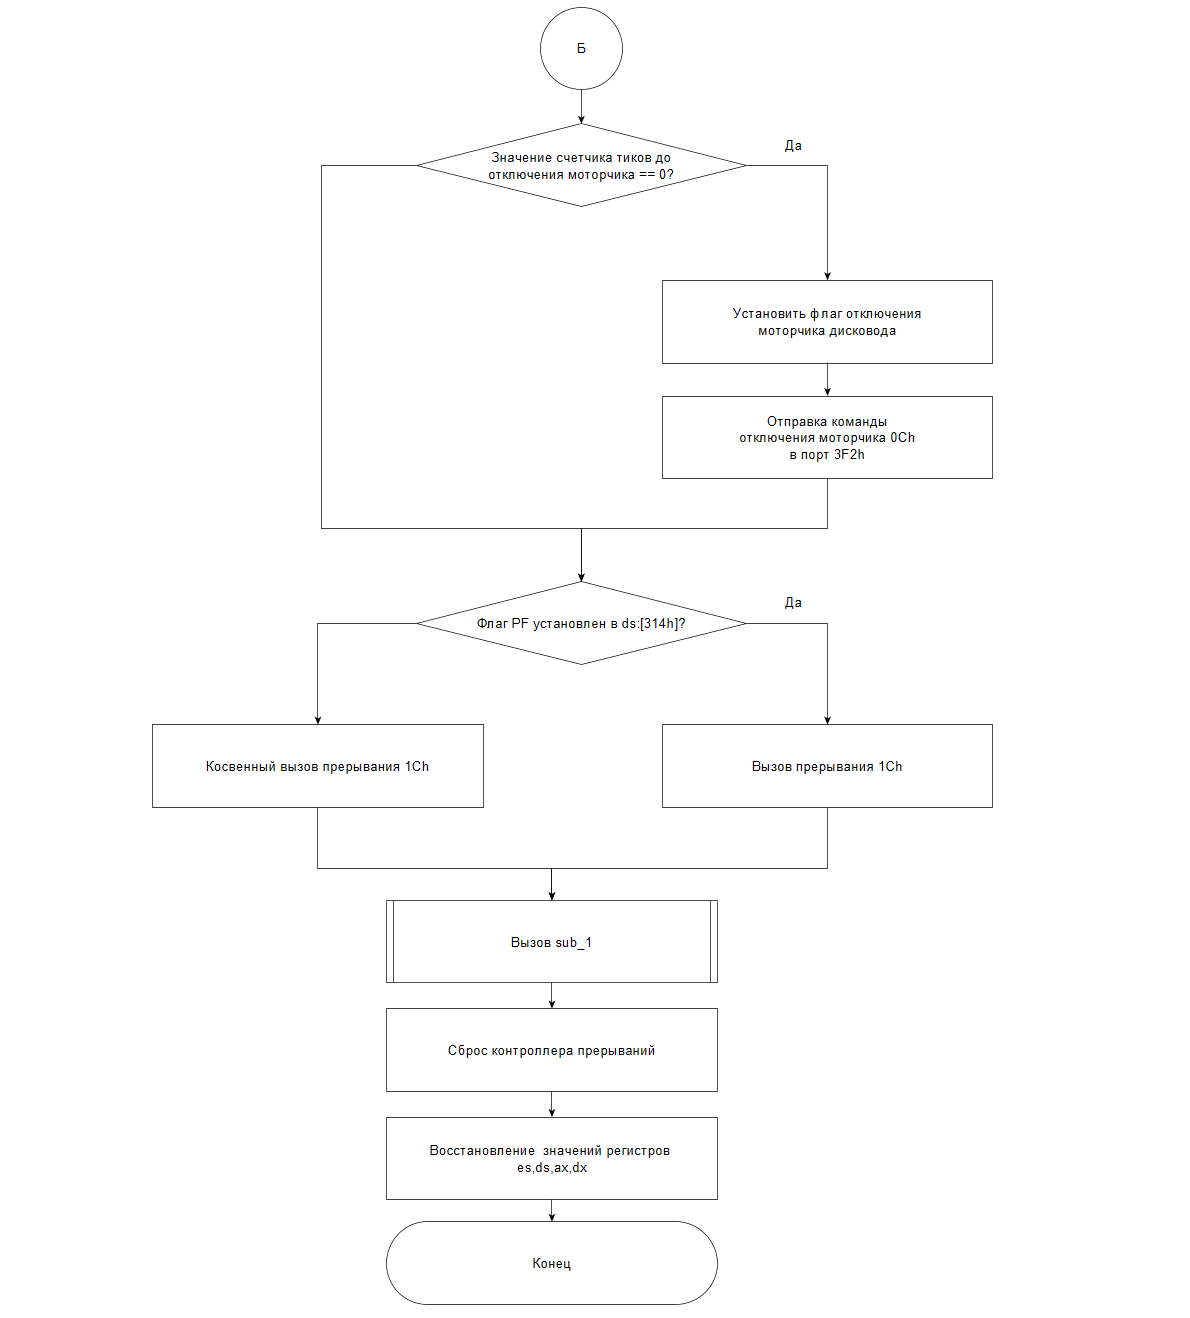 Б
Да
Значение счетчика тиков до
отключения моторчика == 0?
Установить флаг отключения
моторчика дисковода
Отправка команды
отключения моторчика 0Ch
в порт 3F2h
Да
Флаг PF установлен в ds:[314h]?
Косвенный вызов прерывания 1Ch
Вызов прерывания 1Ch
Вызов sub_1
Сброс контроллера прерываний
Восстановление значений регистров
es,ds,ax,dx
Конец